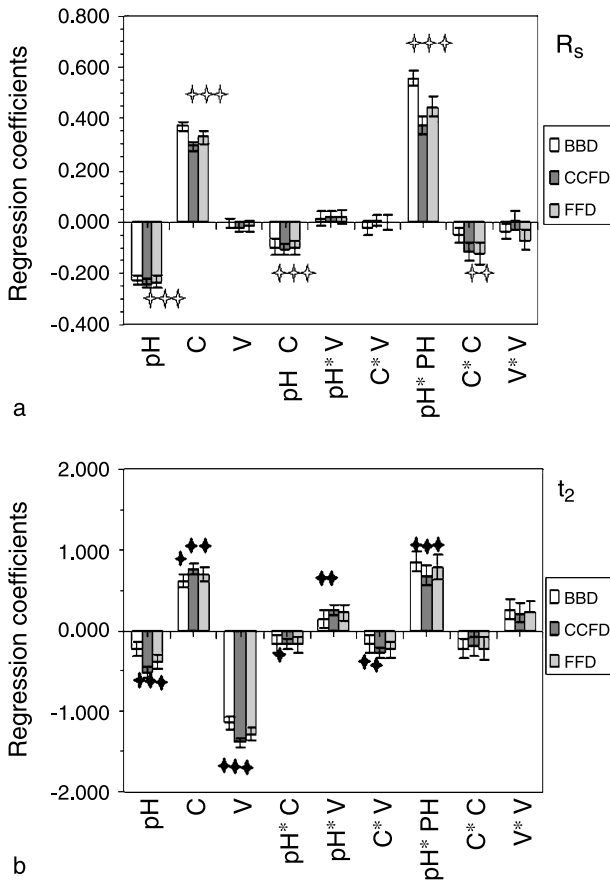 0.800
0.600
0.400
0.200
0.000
-0.200
-0.400
Regression coefficients
Rs
BBD
CCFD
FFD
pH
C
V
pH C
pH* V
C* V
pH* PH
C* C
V* V
a
2.000
1.000
0.000
-1.000
-2.000
Regression coefficients
t2
BBD
CCFD
FFD
pH
C
V
pH* C
pH* V
C* V
pH* PH
C* C
V* V
b